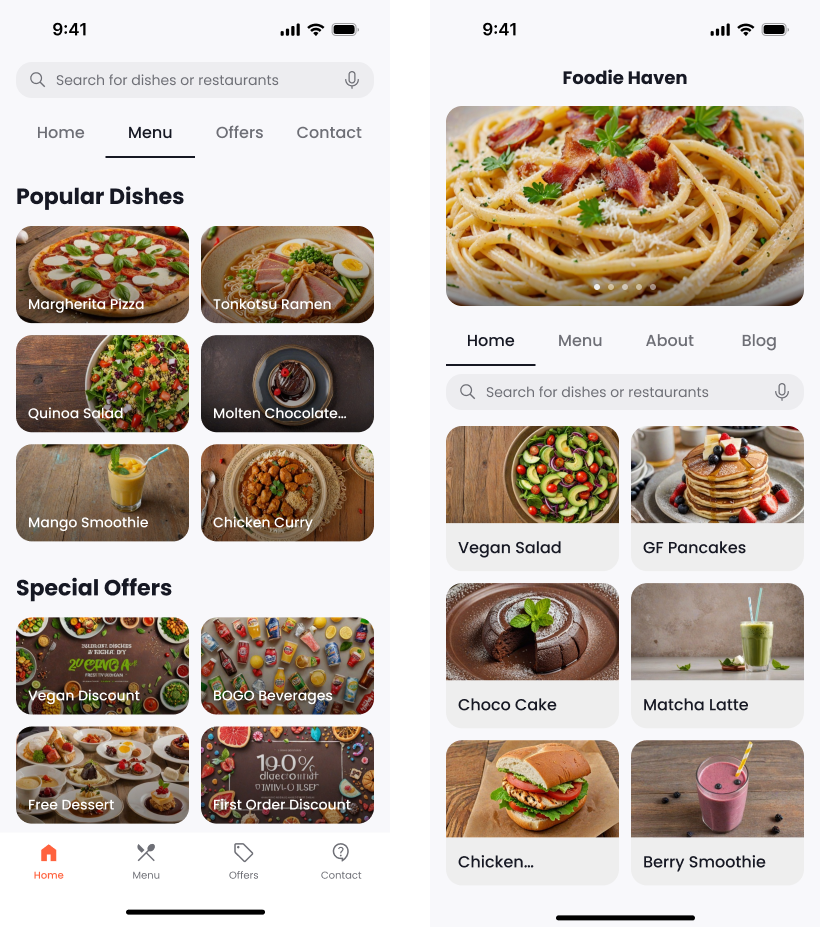 9:41
Search for dishes or restaurants
Home Menu Offers Contact
Popular Dishes
Margherita Pizza
Tonkotsu Ramen
Quinoa Salad
Molten Chocolate...
Mango Smoothie
Chicken Curry
Special Offers
Vegan Discount
BOGO Beverages
Free Dessert
First Order Discount
Home Menu Offers Contact
9:41
Foodie Haven
Home Menu About Blog
Search for dishes or restaurants
Vegan Salad
GF Pancakes
Choco Cake
Matcha Latte
Chicken...
Berry Smoothie